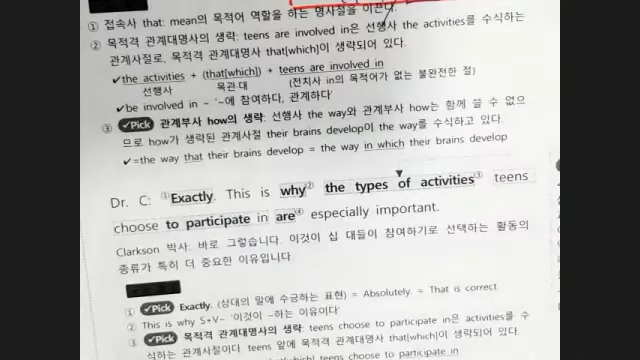 ① 접속사 that: mean의 목적어 역할을 하는 명사절을 이끈다.
② 목적격 관계대명사의 생략: teens are involved in은 선행사 the activities를 수식하는
관계사절로, 목적격 관계대명사 that[which]이 생략되어 있다.
✔the activities + (that[which]) + teens are involved in
선행사 목관·대 (전치사 in의 목적어가 없는 불완전한 절)
✔be involved in ~ '~에 참여하다, 관계하다'
③ ✔Pick 관계부사 how의 생략: 선행사 the way와 관계부사 how는 함께 쓸 수 없으
므로 how가 생략된 관계사절 their brains develop이 the way를 수식하고 있다.
✔=the way that their brains develop = the way in which their brains develop
Dr. C: ①Exactly. This is why② the types of activities③ teens
choose to participate in are④ especially important.
Clarkson 박사: 바로 그렇습니다. 이것이 십 대들이 참여하기로 선택하는 활동의
종류가 특히 더 중요한 이유입니다.
① ✔Pick Exactly. (상대의 말에 수긍하는 표현) = Absolutely. = That is correct.
② This is why S+V~ '이것이 ~하는 이유이다'
③ ✔Pick 목적격 관계대명사의 생략: teens choose to participate in은 activities를 수
식하는 관계사절이다. teens 앞에 목적격 관계대명사 that[which]이 생략되어 있다.
teens choose to participate in